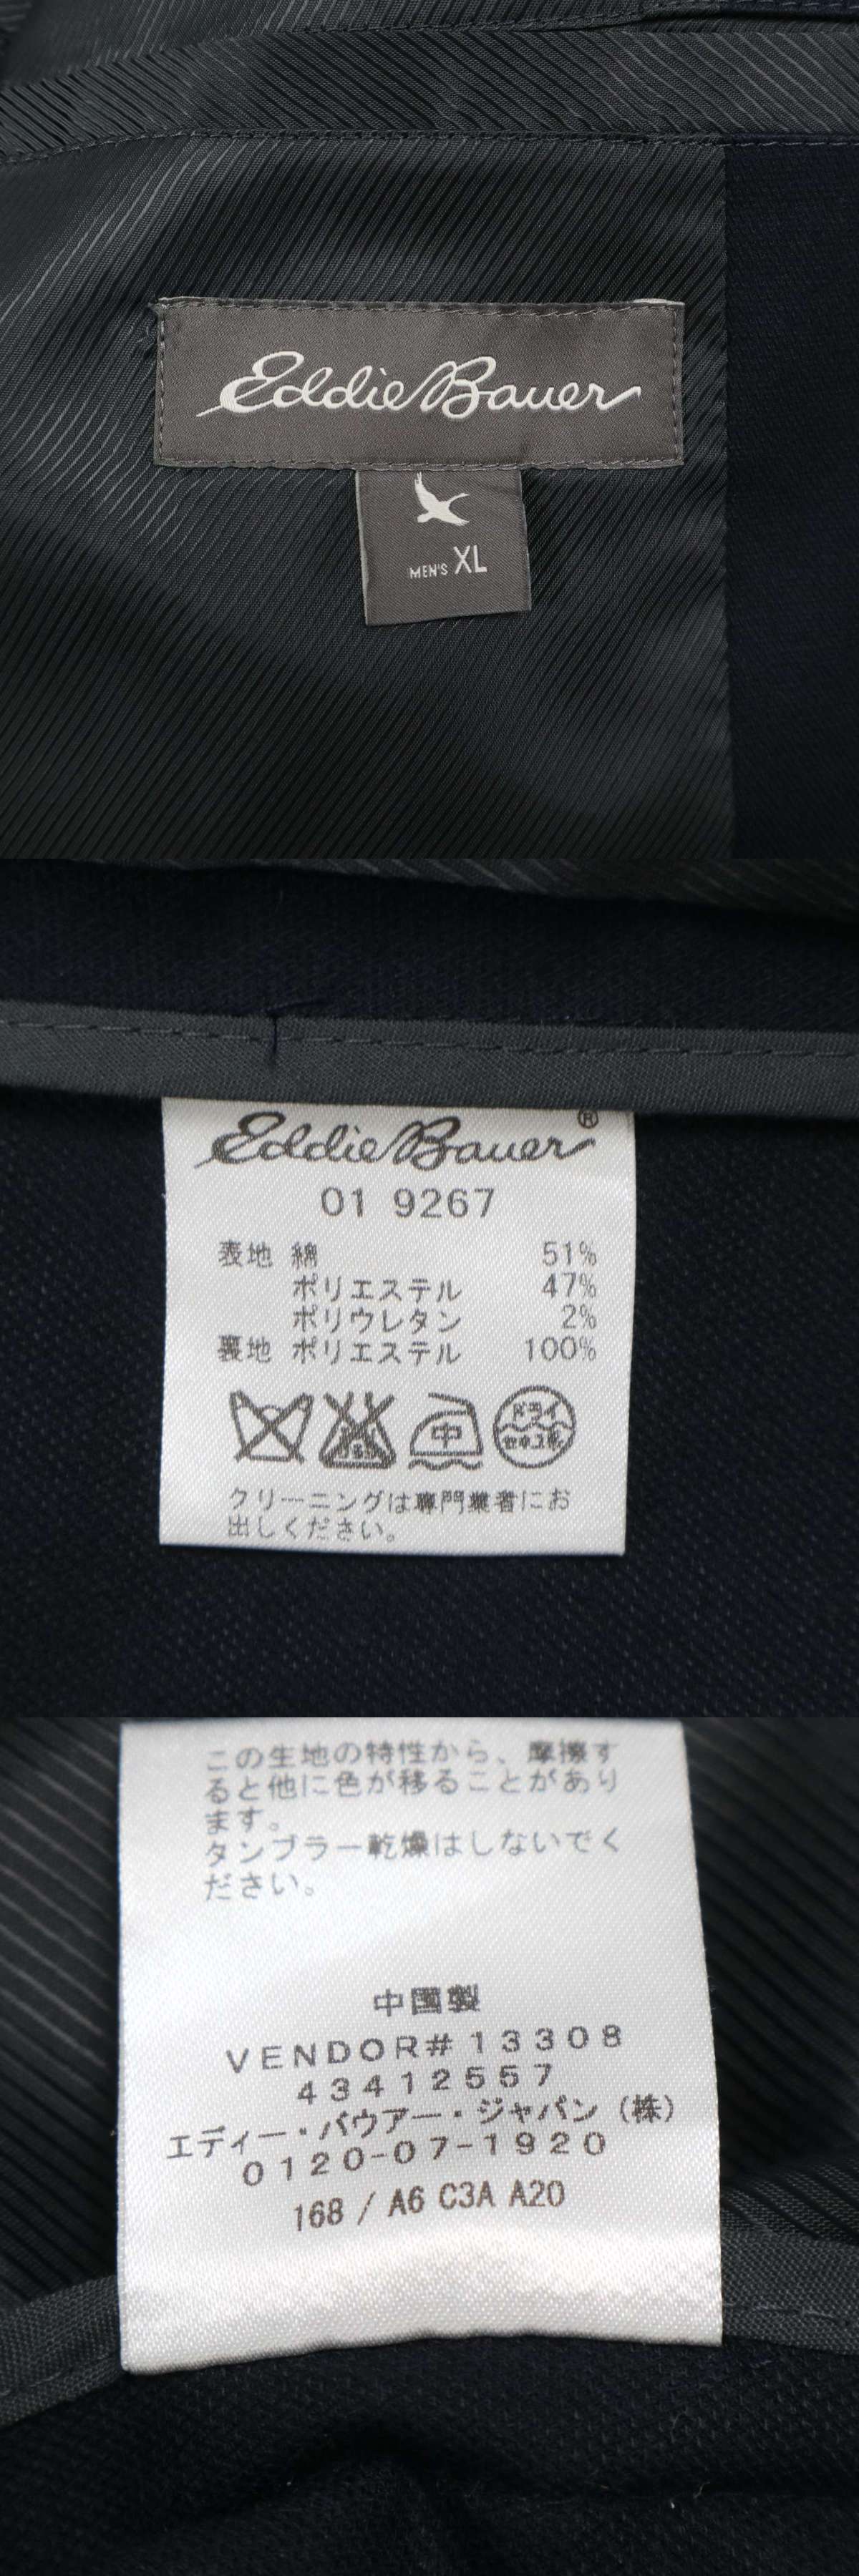 Eddie Bauer
MEN'S XL
Eddie Bauer®
01 9267
表地 綿 51%
ポリエステル 47%
ポリウレタン 2%
裏地 ポリエステル 100%
中
ドライ
セキユ系
クリーニングは専門業者にお
出しください。
この生地の特性から、摩擦す
ると他に色が移ることがあり
ます。
タンブラー乾燥はしないでく
ださい。
中国製
VENDOR#13308
43412557
エディー・バウアー・ジャパン（株）
0120-07-1920
168 / A6 C3A A20